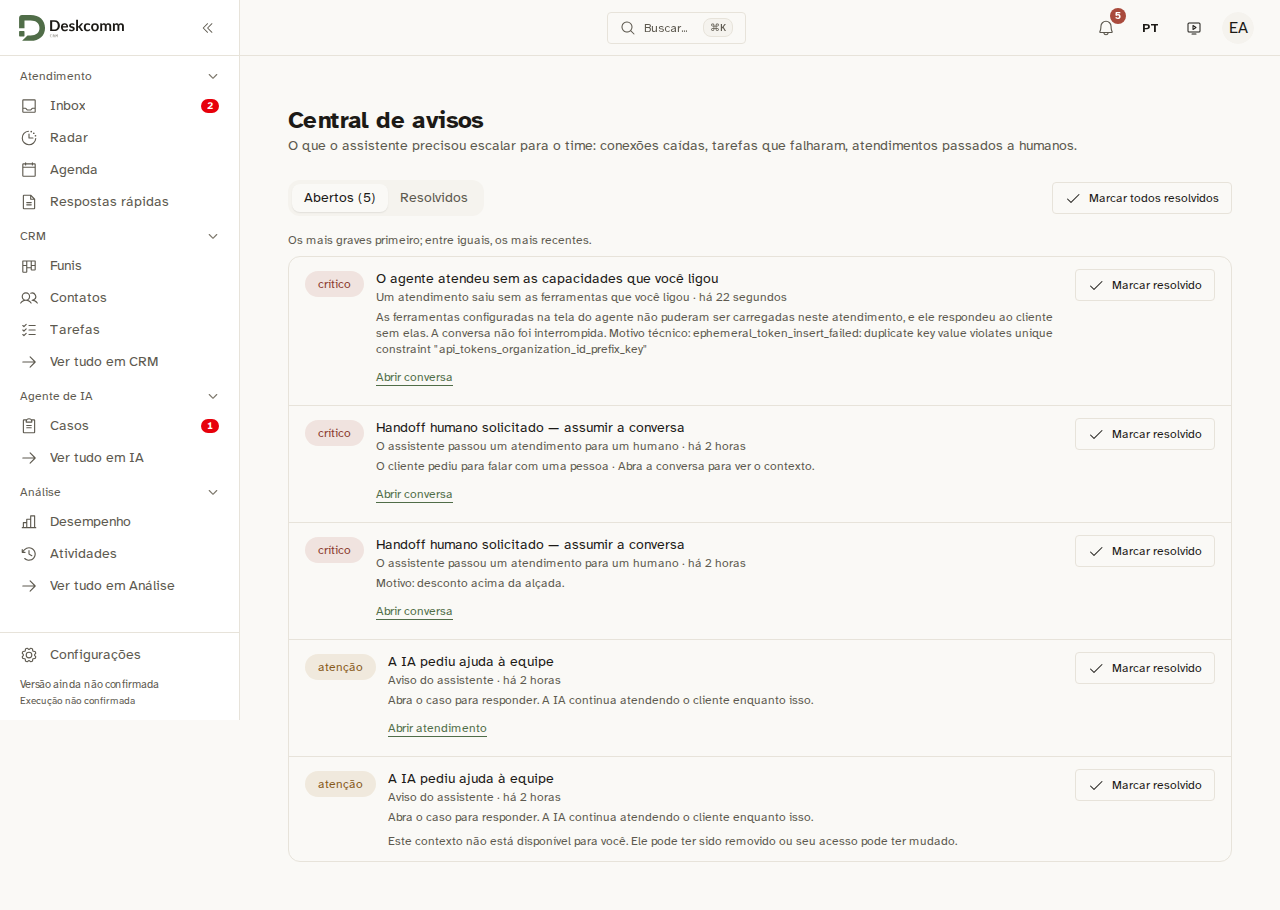 Deskcomm
Buscar...
⌘K
5
PT
EA
Atendimento
Inbox
2
Radar
Agenda
Respostas rápidas
CRM
Funis
Contatos
Tarefas
Ver tudo em CRM
Agente de IA
Casos
1
Ver tudo em IA
Análise
Desempenho
Atividades
Ver tudo em Análise
Configurações
Versão ainda não confirmada
Execução não confirmada
Central de avisos
O que o assistente precisou escalar para o time: conexões caídas, tarefas que falharam, atendimentos passados a humanos.
Abertos (5)
Resolvidos
Marcar todos resolvidos
Os mais graves primeiro; entre iguais, os mais recentes.
crítico
O agente atendeu sem as capacidades que você ligou
Um atendimento saiu sem as ferramentas que você ligou · há 22 segundos
As ferramentas configuradas na tela do agente não puderam ser carregadas neste atendimento, e ele respondeu ao cliente
sem elas. A conversa não foi interrompida. Motivo técnico: ephemeral_token_insert_failed: duplicate key value violates unique
constraint "api_tokens_organization_id_prefix_key"
Abrir conversa
Marcar resolvido
crítico
Handoff humano solicitado — assumir a conversa
O assistente passou um atendimento para um humano · há 2 horas
O cliente pediu para falar com uma pessoa · Abra a conversa para ver o contexto.
Abrir conversa
Marcar resolvido
crítico
Handoff humano solicitado — assumir a conversa
O assistente passou um atendimento para um humano · há 2 horas
Motivo: desconto acima da alçada.
Abrir conversa
Marcar resolvido
atenção
A IA pediu ajuda à equipe
Aviso do assistente · há 2 horas
Abra o caso para responder. A IA continua atendendo o cliente enquanto isso.
Abrir atendimento
Marcar resolvido
atenção
A IA pediu ajuda à equipe
Aviso do assistente · há 2 horas
Abra o caso para responder. A IA continua atendendo o cliente enquanto isso.
Este contexto não está disponível para você. Ele pode ter sido removido ou seu acesso pode ter mudado.
Marcar resolvido